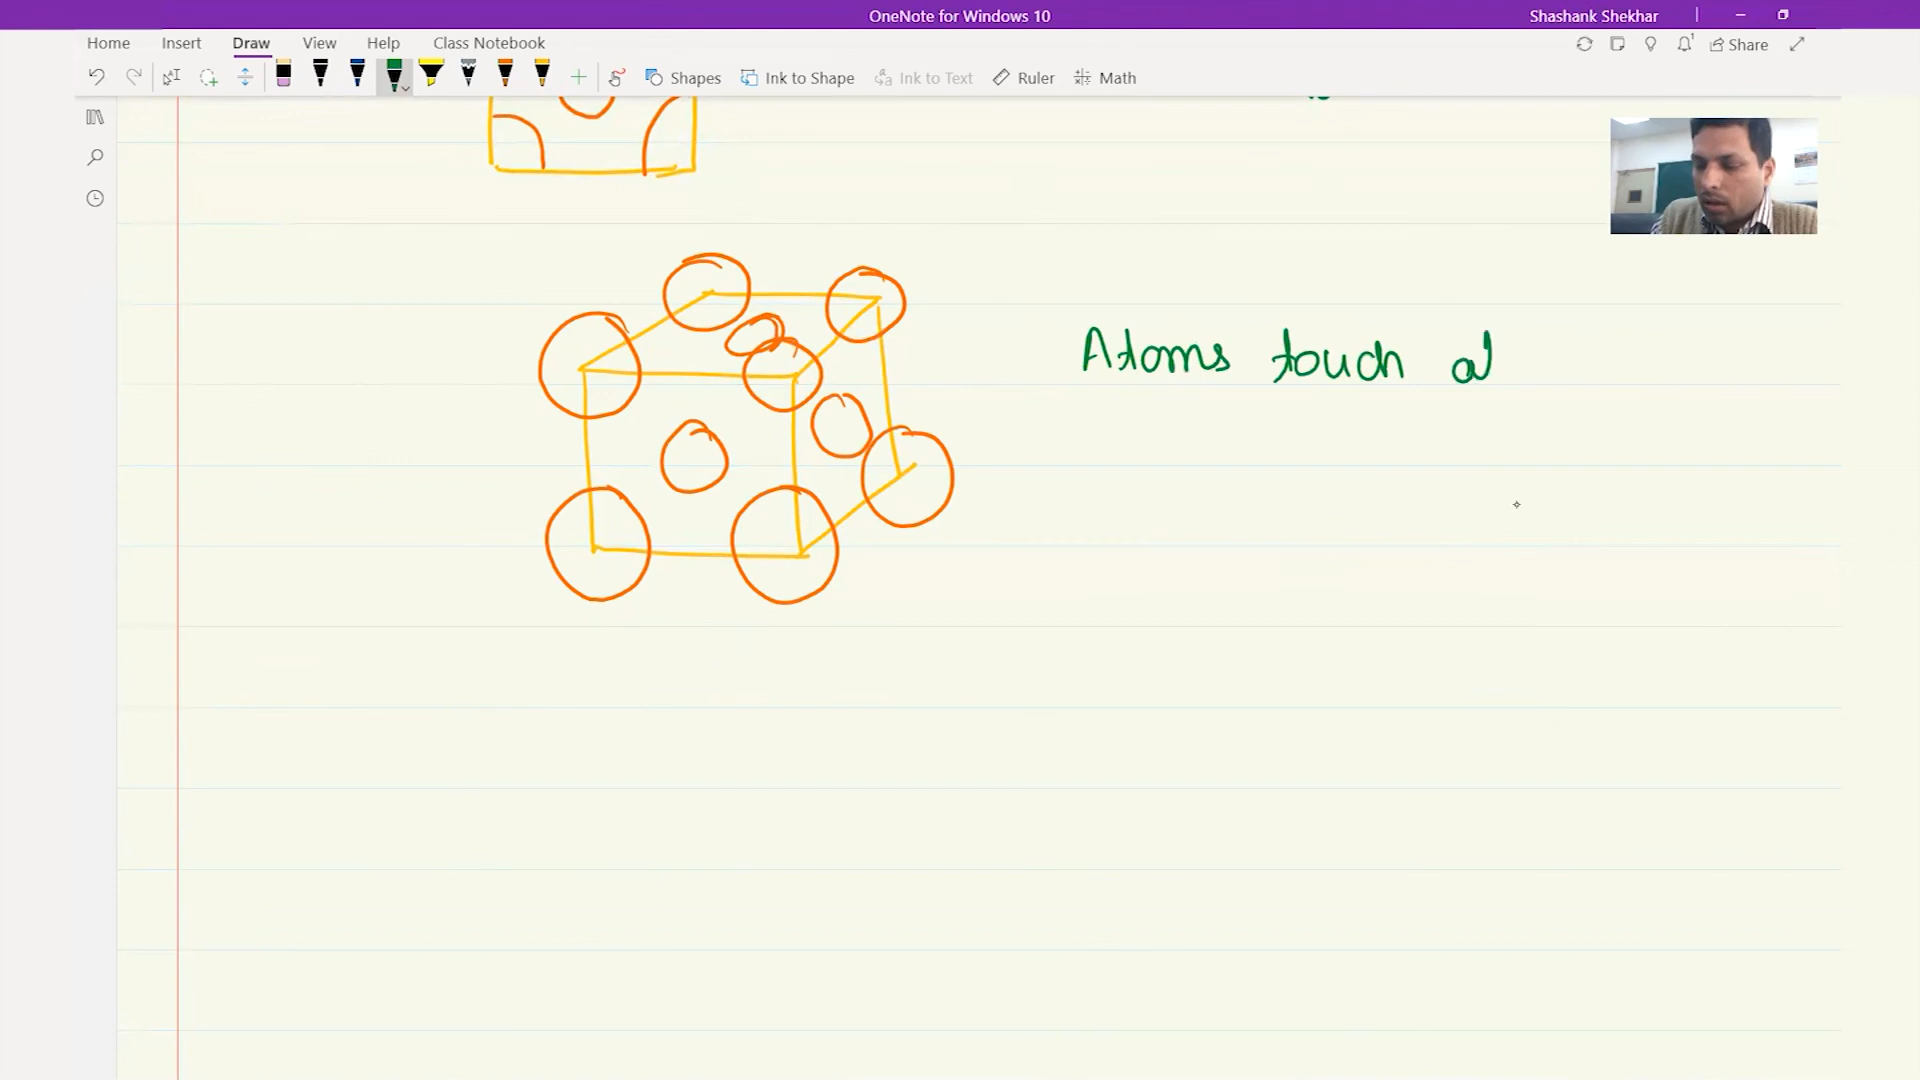 OneNote for Windows 10
Shashank Shekhar
Home Insert Draw View Help Class Notebook
Share
Shapes Ink to Shape Ink to Text Ruler Math
Atoms touch al